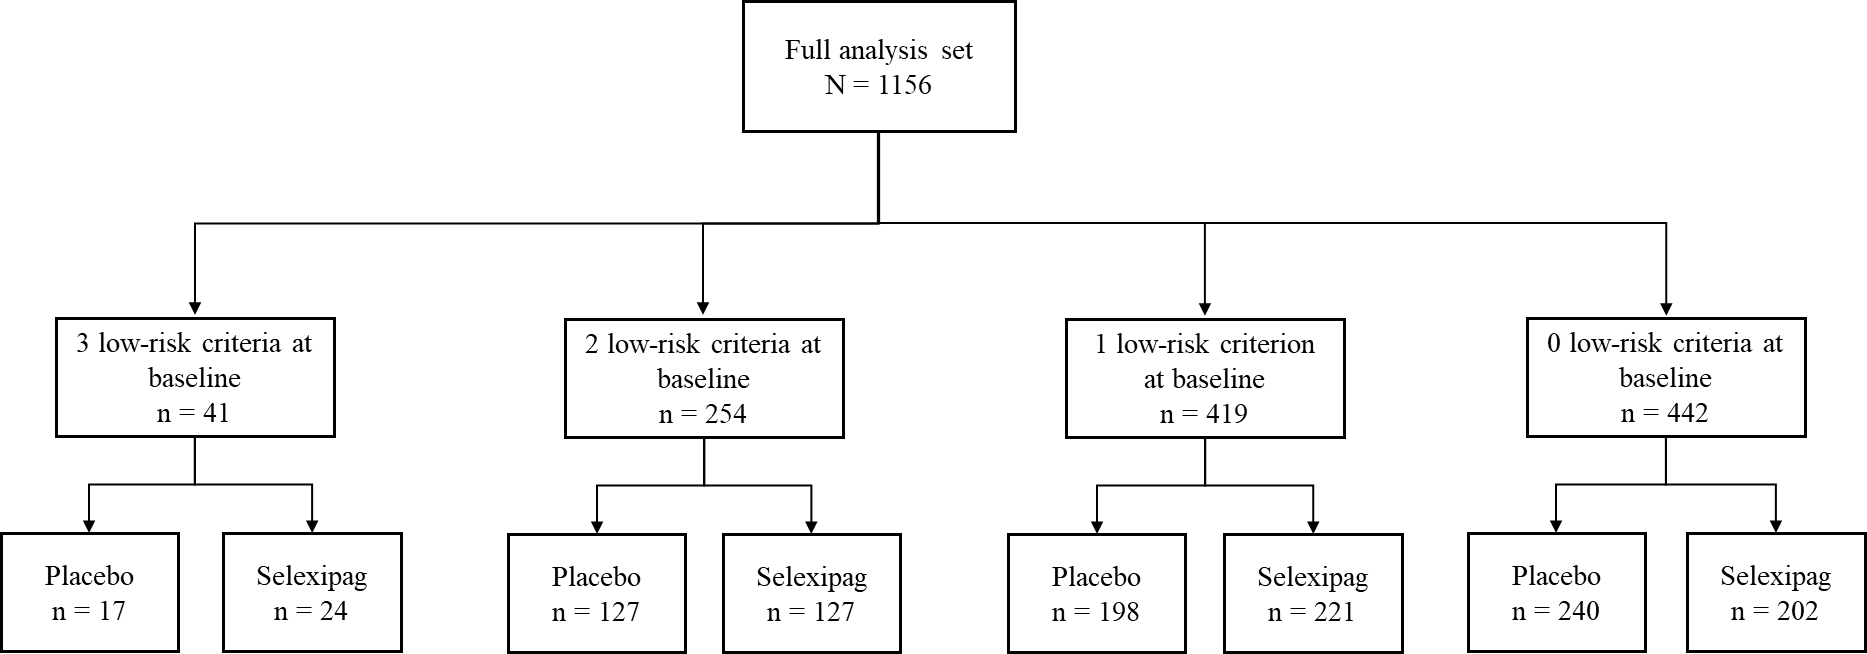 Full analysis set
N = 1156
3 low-risk criteria at
baseline
n = 41
2 low-risk criteria at
baseline
n = 254
1 low-risk criterion
at baseline
n = 419
0 low-risk criteria at
baseline
n = 442
Placebo
n = 17
Selexipag
n = 24
Placebo
n = 127
Selexipag
n = 127
Placebo
n = 198
Selexipag
n = 221
Placebo
n = 240
Selexipag
n = 202